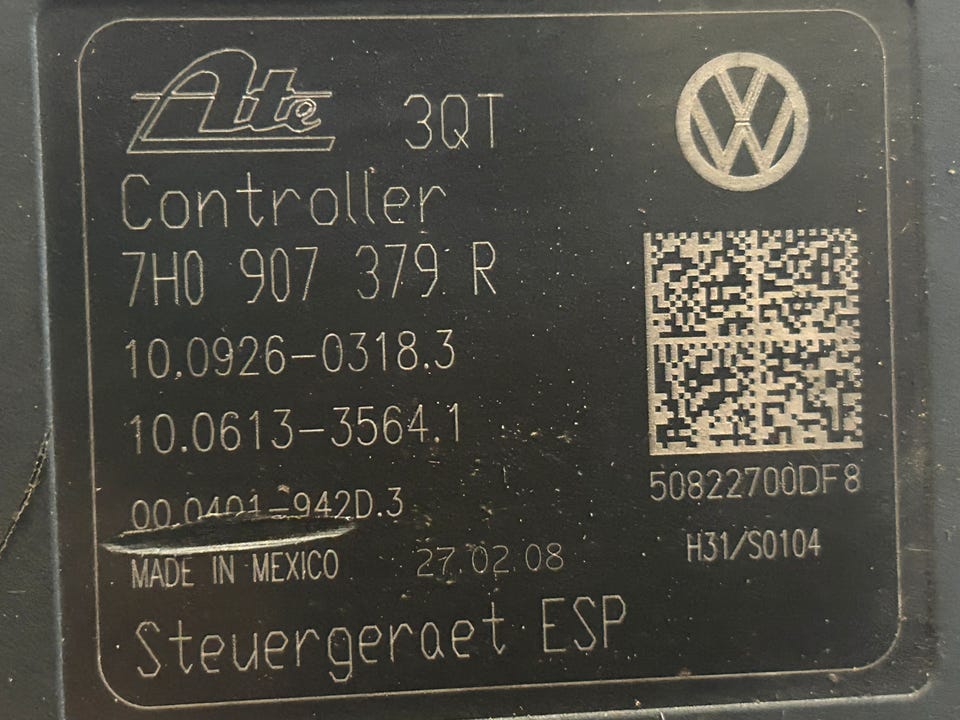 Ate 3QT
Controller
7H0 907 379 R
10.0926-0318.3
10.0613-3564.1
00.0401-942D.3
50822700DF8
H31/S0104
MADE IN MEXICO 27.02.08
Steuergeraet ESP